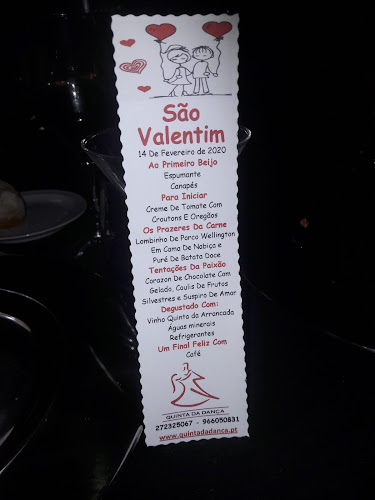 São
Valentim
14 De Fevereiro de 2020
Ao Primeiro Beijo
Espumante
Canapés
Para Iniciar
Creme De Tomate Com
Croutons E Oregãos
Os Prazeres Da Carne
Lombinho De Porco Wellington
Em Cama De Nabiça e
Puré De Batata Doce
Tentações Da Paixão
Corazon De Chocolate Com
Gelado, Coulis De Frutos
Silvestres e Suspiro De Amor
Degustado Com:
Vinho Quinta da Arrancada
Águas minerais
Refrigerantes
Um Final Feliz Com
Café
QUINTA DA DANÇA
272325067 - 966050831
www.quintadadanca.pt